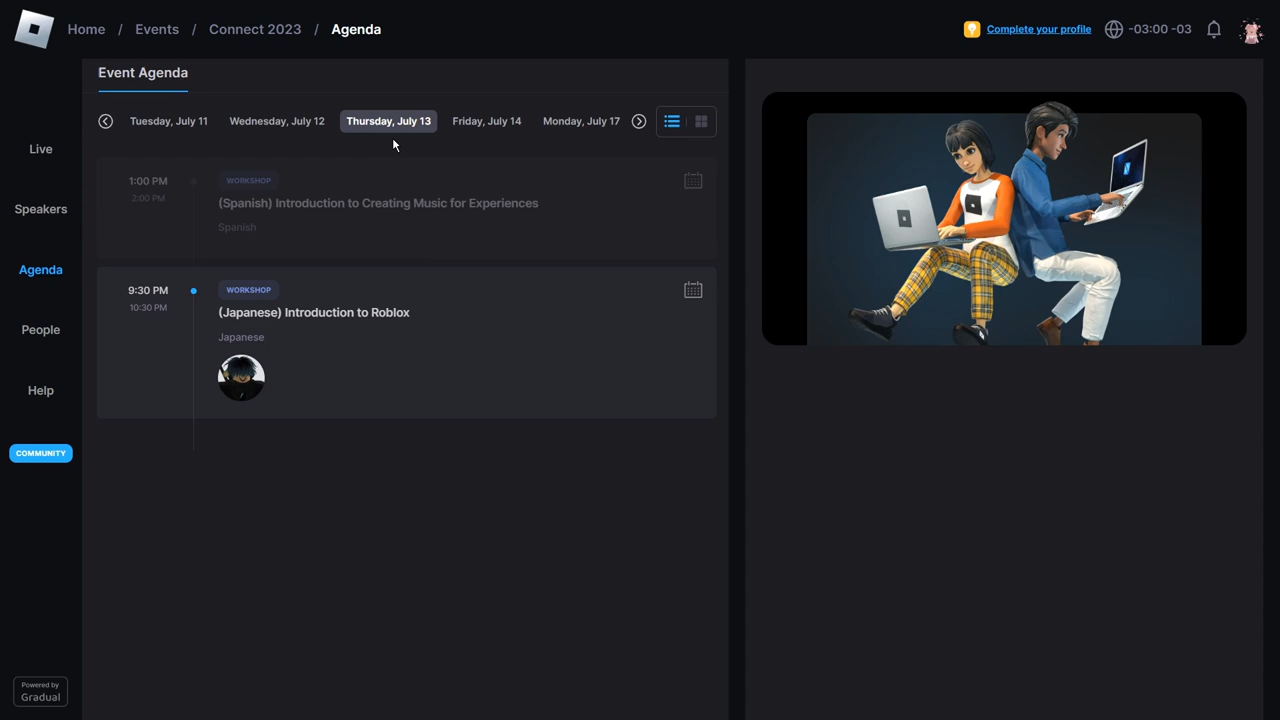 Home / Events / Connect 2023 / Agenda
Complete your profile
-03:00 -03
Event Agenda
Tuesday, July 11
Wednesday, July 12
Thursday, July 13
Friday, July 14
Monday, July 17
Live
Speakers
Agenda
People
Help
COMMUNITY
1:00 PM
2:00 PM
WORKSHOP
(Spanish) Introduction to Creating Music for Experiences
Spanish
9:30 PM
10:30 PM
WORKSHOP
(Japanese) Introduction to Roblox
Japanese
Powered by
Gradual